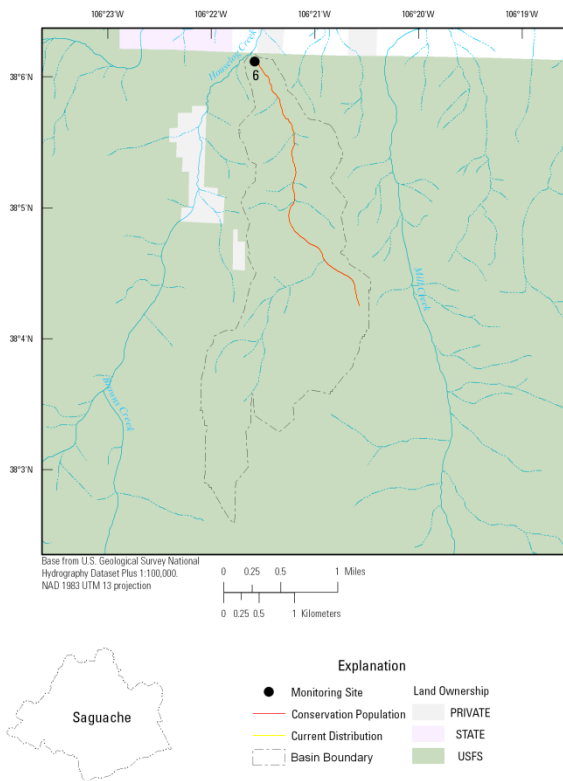 106°23'W 106°22'W 106°21'W 106°20'W 106°19'W
38°6'N
38°5'N
38°4'N
38°3'N
Houselog Creek
6
Mill Creek
Browns Creek
Base from U.S. Geological Survey National
Hydrography Dataset Plus 1:100,000.
NAD 1983 UTM 13 projection
0 0.25 0.5 1 Miles
0 0.25 0.5 1 Kilometers
Saguache
Explanation
Monitoring Site
Conservation Population
Current Distribution
Basin Boundary
Land Ownership
PRIVATE
STATE
USFS